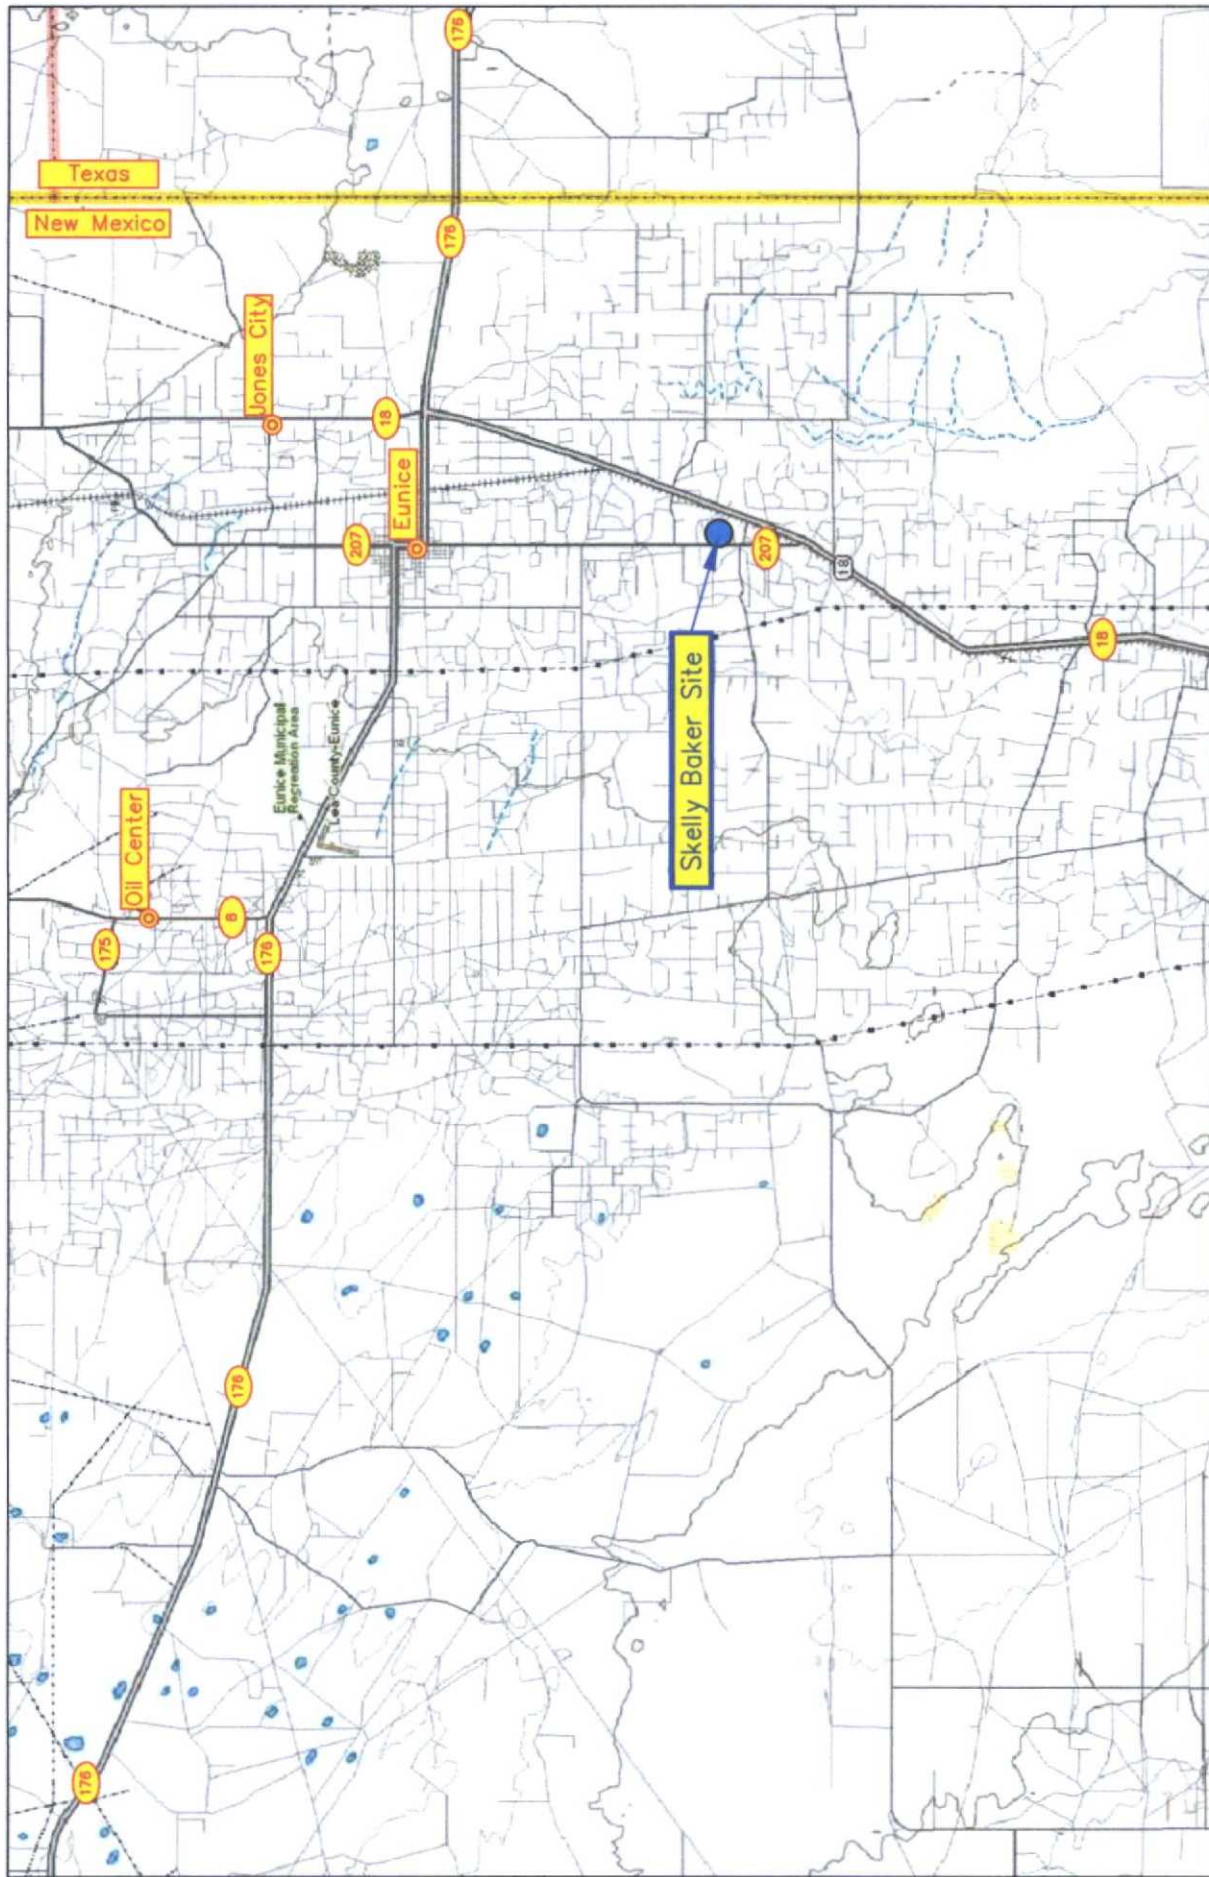 176
Texas
New Mexico
176
Jones City
18
Eunice
207
207
18
18
Skelly Baker Site
Eunice Municipal
Recreation Area
Lea County-Eunice
Oil Center
8
175
176
176
176